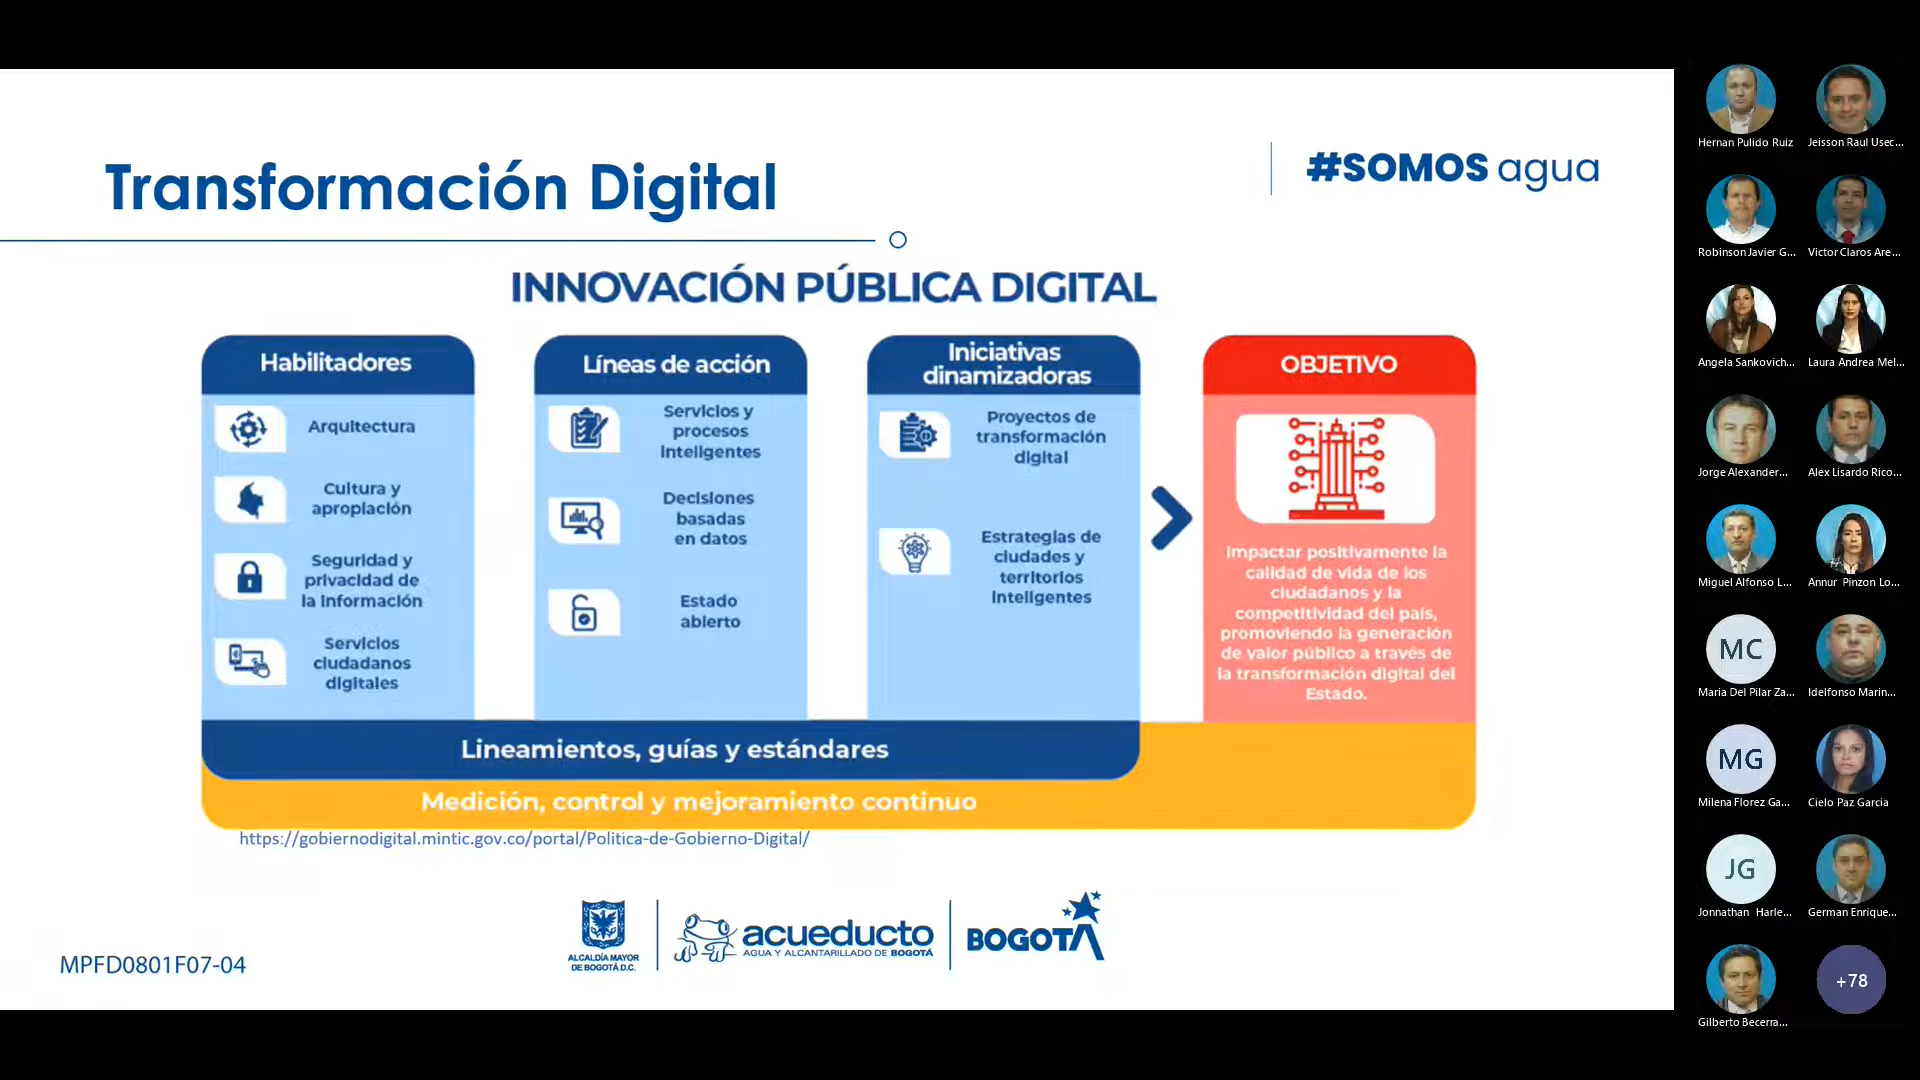 Transformación Digital
#SOMOS agua
INNOVACIÓN PÚBLICA DIGITAL
Habilitadores
Arquitectura
Cultura y
apropiación
Seguridad y
privacidad de
la Información
Servicios
ciudadanos
digitales
Líneas de acción
Servicios y
procesos
Inteligentes
Decisiones
basadas
en datos
Estado
abierto
Iniciativas
dinamizadoras
Proyectos de
transformación
digital
Estrategias de
ciudades y
territorios
Inteligentes
OBJETIVO
Impactar positivamente la
calidad de vida de los
ciudadanos y la
competitividad del país,
promoviendo la generación
de valor público a través de
la transformación digital del
Estado.
Lineamientos, guías y estándares
Medición, control y mejoramiento continuo
https://gobiernodigital.mintic.gov.co/portal/Politica-de-Gobierno-Digital/
ALCALDÍA MAYOR
DE BOGOTÁ D.C.
acueducto
AGUA Y ALCANTARILLADO DE BOGOTÁ
BOGOTÁ
MPFD0801F07-04
Hernan Pulido Ruiz
Jeisson Raul Usec...
Robinson Javier G...
Victor Claros Are...
Angela Sankovich...
Laura Andrea Mel...
Jorge Alexander...
Alex Lisardo Rico...
Miguel Alfonso L...
Annur Pinzon Lo...
MC
Maria Del Pilar Za...
Idelfonso Marin...
MG
Milena Florez Ga...
Cielo Paz Garcia
JG
Jonnathan Harle...
German Enrique...
Gilberto Becerra...
+78